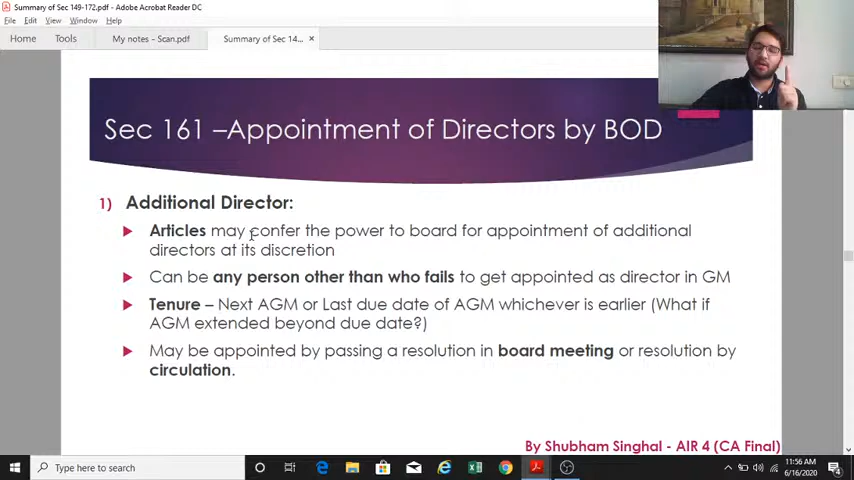 Summary of Sec 149-172.pdf - Adobe Acrobat Reader DC
File Edit View Window Help
Home Tools My notes - Scan.pdf Summary of Sec 14... ×
Sec 161 –Appointment of Directors by BOD
1) Additional Director:
Articles may confer the power to board for appointment of additional
directors at its discretion
Can be any person other than who fails to get appointed as director in GM
Tenure – Next AGM or Last due date of AGM whichever is earlier (What if
AGM extended beyond due date?)
May be appointed by passing a resolution in board meeting or resolution by
circulation.
By Shubham Singhal - AIR 4 (CA Final)
Type here to search
11:56 AM
6/16/2020